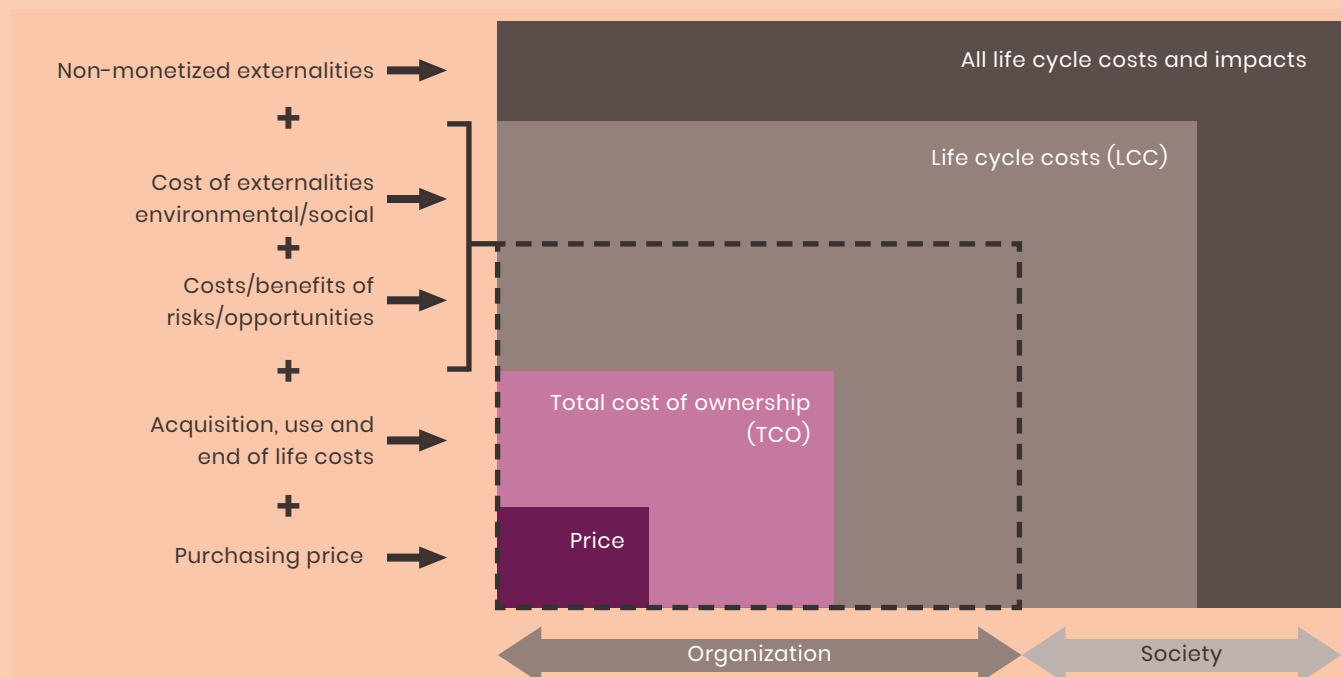 Non-monetized externalities
+
Cost of externalities
environmental/social
+
Costs/benefits of
risks/opportunities
+
Acquisition, use and
end of life costs
+
Purchasing price
All life cycle costs and impacts
Life cycle costs (LCC)
Total cost of ownership
(TCO)
Price
Organization
Society